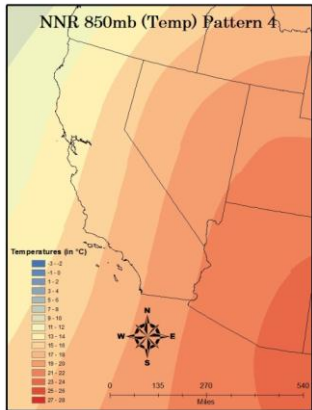 NNR 850mb (Temp) Pattern 4
Temperatures (In °C)
-3 - -2
-1 - 0
1 - 2
3 - 4
5 - 6
7 - 8
9 - 10
11 - 12
13 - 14
15 - 16
17 - 18
19 - 20
21 - 22
23 - 24
25 - 26
27 - 28
N
W E
S
0 135 270 540
Miles